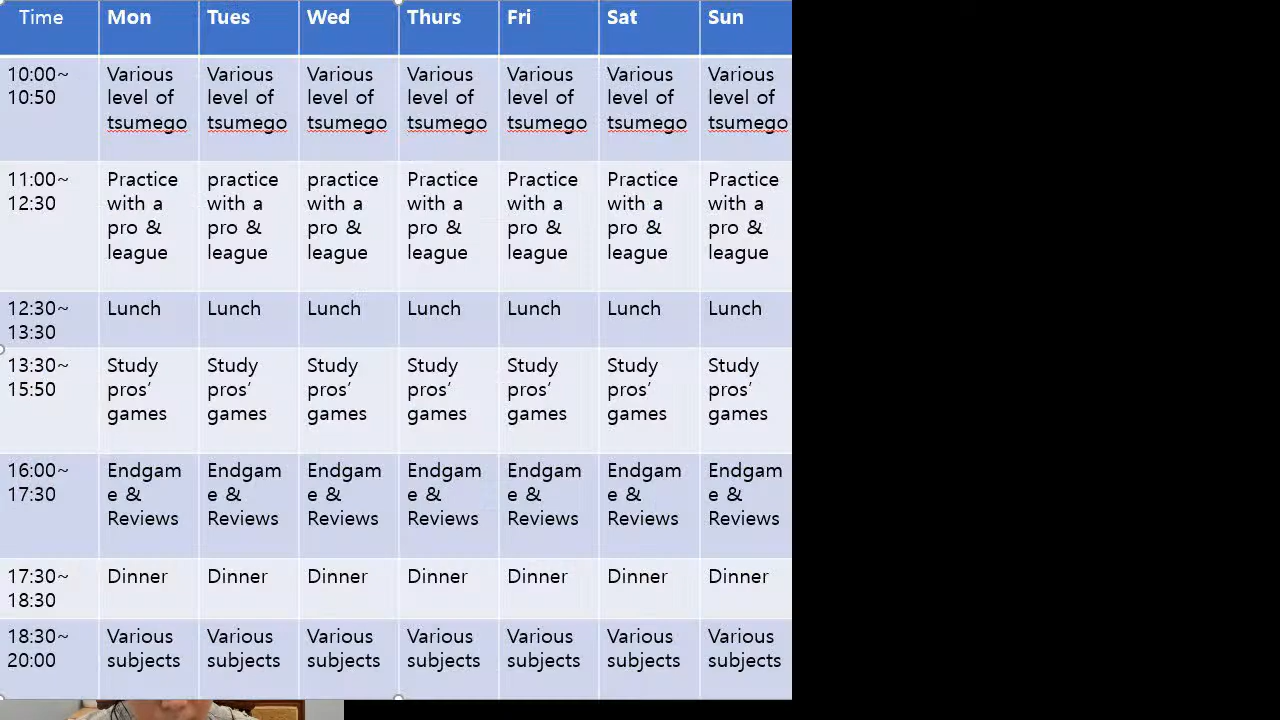 Time Mon Tues Wed Thurs Fri Sat Sun
10:00~ Various Various Various Various Various Various Various
10:50 level of level of level of level of level of level of level of
tsumego tsumego tsumego tsumego tsumego tsumego tsumego
11:00~ Practice practice practice Practice Practice Practice Practice
12:30 with a with a with a with a with a with a with a
pro & pro & pro & pro & pro & pro & pro &
league league league league league league league
12:30~ Lunch Lunch Lunch Lunch Lunch Lunch Lunch
13:30
13:30~ Study Study Study Study Study Study Study
15:50 pros’ pros’ pros’ pros’ pros’ pros’ pros’
games games games games games games games
16:00~ Endgam Endgam Endgam Endgam Endgam Endgam Endgam
17:30 e & e & e & e & e & e & e &
Reviews Reviews Reviews Reviews Reviews Reviews Reviews
17:30~ Dinner Dinner Dinner Dinner Dinner Dinner Dinner
18:30
18:30~ Various Various Various Various Various Various Various
20:00 subjects subjects subjects subjects subjects subjects subjects